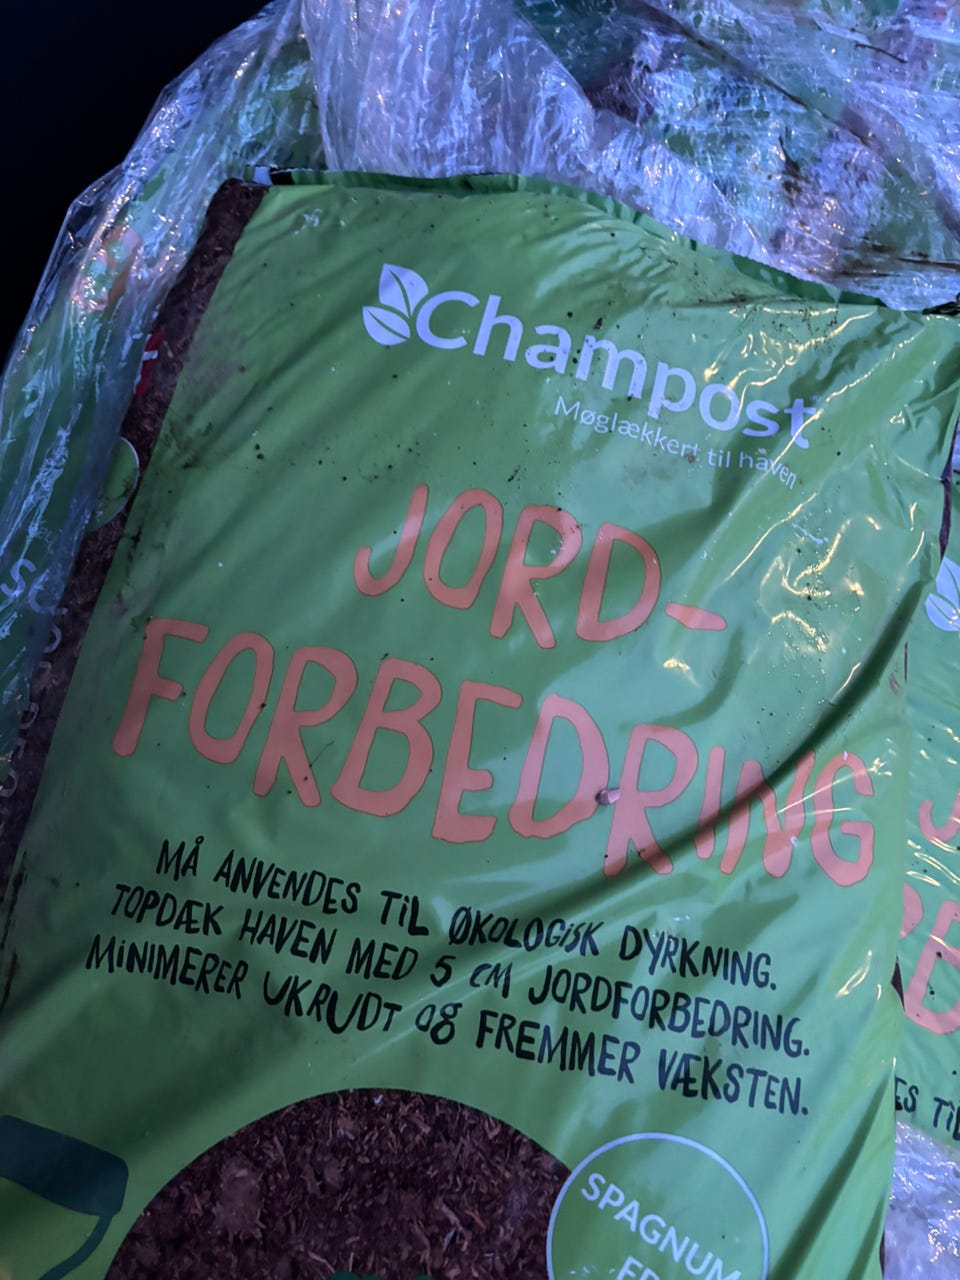 Champost
Møglækkert til haven
JORD-
FORBEDRING
MÅ ANVENDES TIL ØKOLOGISK DYRKNING.
TOPDÆK HAVEN MED 5 CM JORDFORBEDRING.
MINIMERER UKRUDT og FREMMER VÆKSTEN.
SPAGNUM